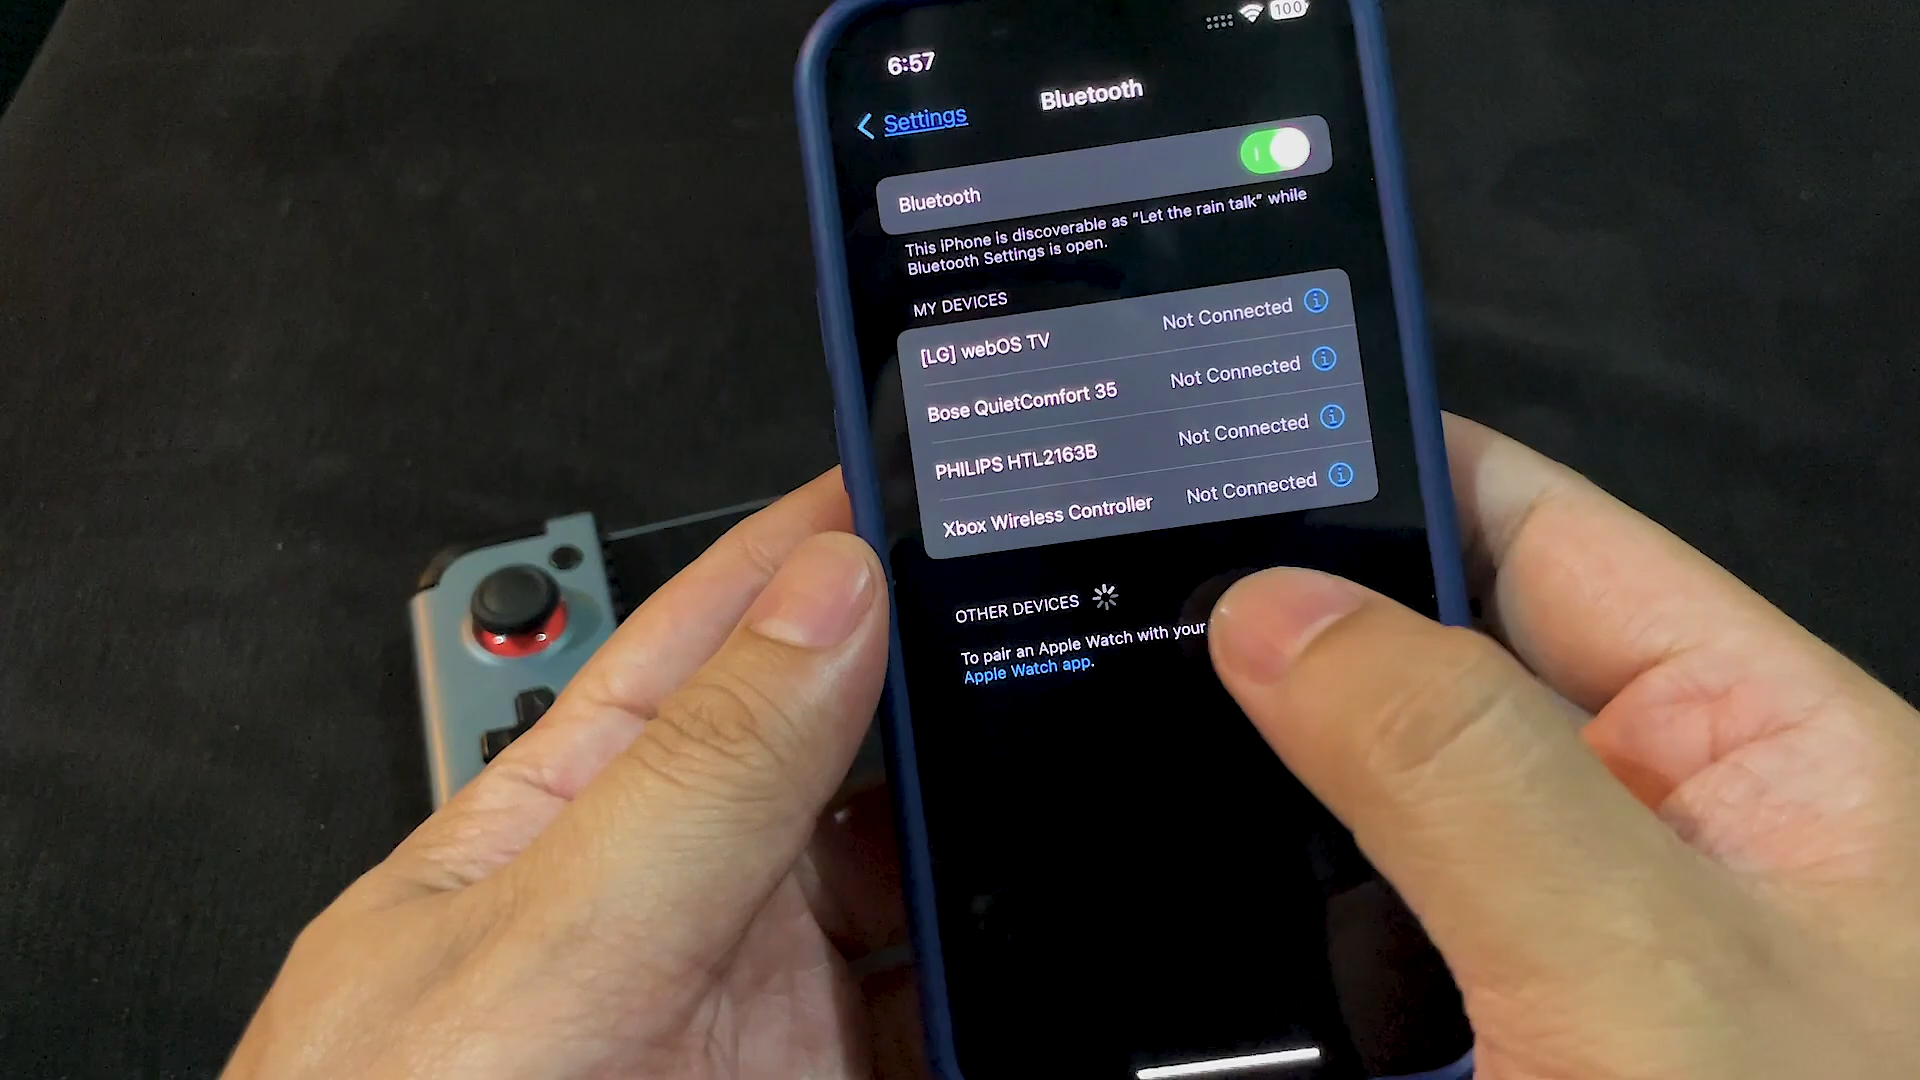 6:57
100
Settings
Bluetooth
Bluetooth
This iPhone is discoverable as “Let the rain talk” while
Bluetooth Settings is open.
MY DEVICES
[LG] webOS TV Not Connected
Bose QuietComfort 35 Not Connected
PHILIPS HTL2163B Not Connected
Xbox Wireless Controller Not Connected
OTHER DEVICES
To pair an Apple Watch with your
Apple Watch app.